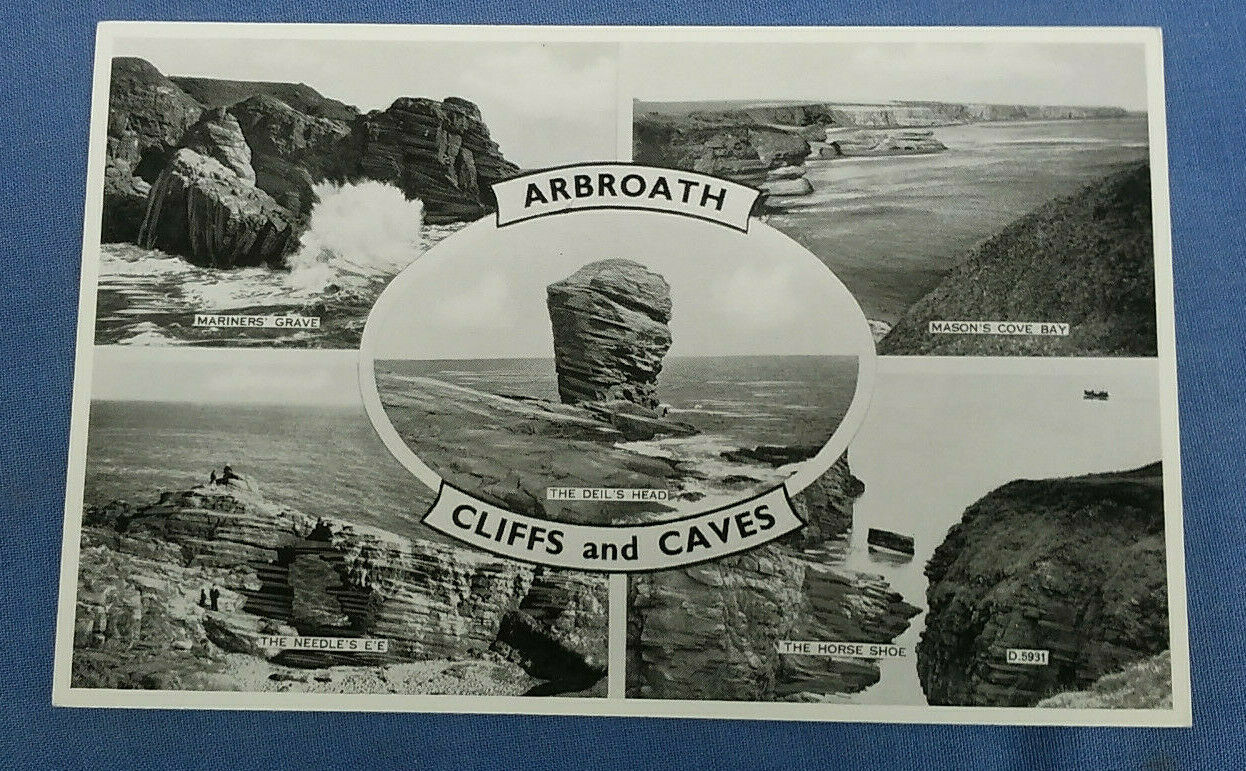 ARBROATH
MARINERS' GRAVE
MASON'S COVE BAY
THE DEIL'S HEAD
CLIFFS and CAVES
THE NEEDLE'S E'E
THE HORSE SHOE
D.5931